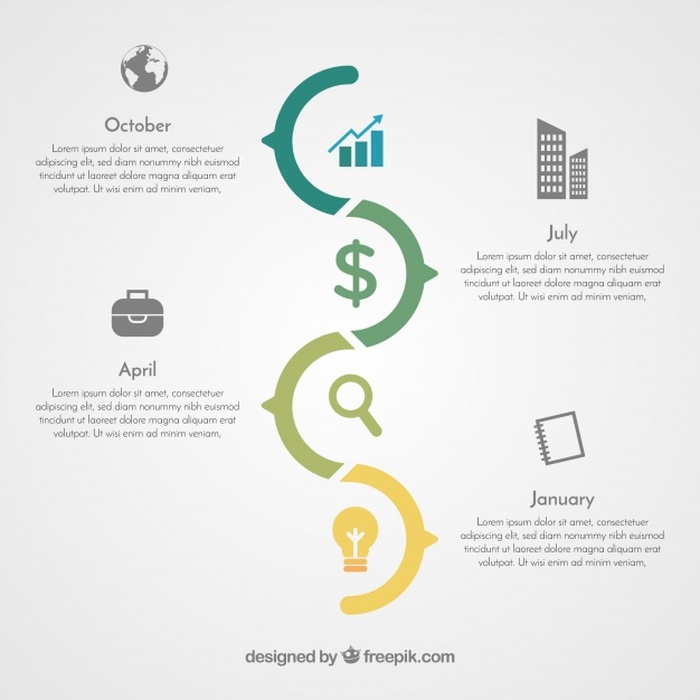 October
Lorem ipsum dolor sit amet, consectetuer
adipiscing elit, sed diam nonummy nibh euismod
tincidunt ut laoreet dolore magna aliquam erat
volutpat. Ut wisi enim ad minim veniam,
July
Lorem ipsum dolor sit amet, consectetuer
adipiscing elit, sed diam nonummy nibh euismod
tincidunt ut laoreet dolore magna aliquam erat
volutpat. Ut wisi enim ad minim veniam,
April
Lorem ipsum dolor sit amet, consectetuer
adipiscing elit, sed diam nonummy nibh euismod
tincidunt ut laoreet dolore magna aliquam erat
volutpat. Ut wisi enim ad minim veniam,
January
Lorem ipsum dolor sit amet, consectetuer
adipiscing elit, sed diam nonummy nibh euismod
tincidunt ut laoreet dolore magna aliquam erat
volutpat. Ut wisi enim ad minim veniam,
$
designed by freepik.com